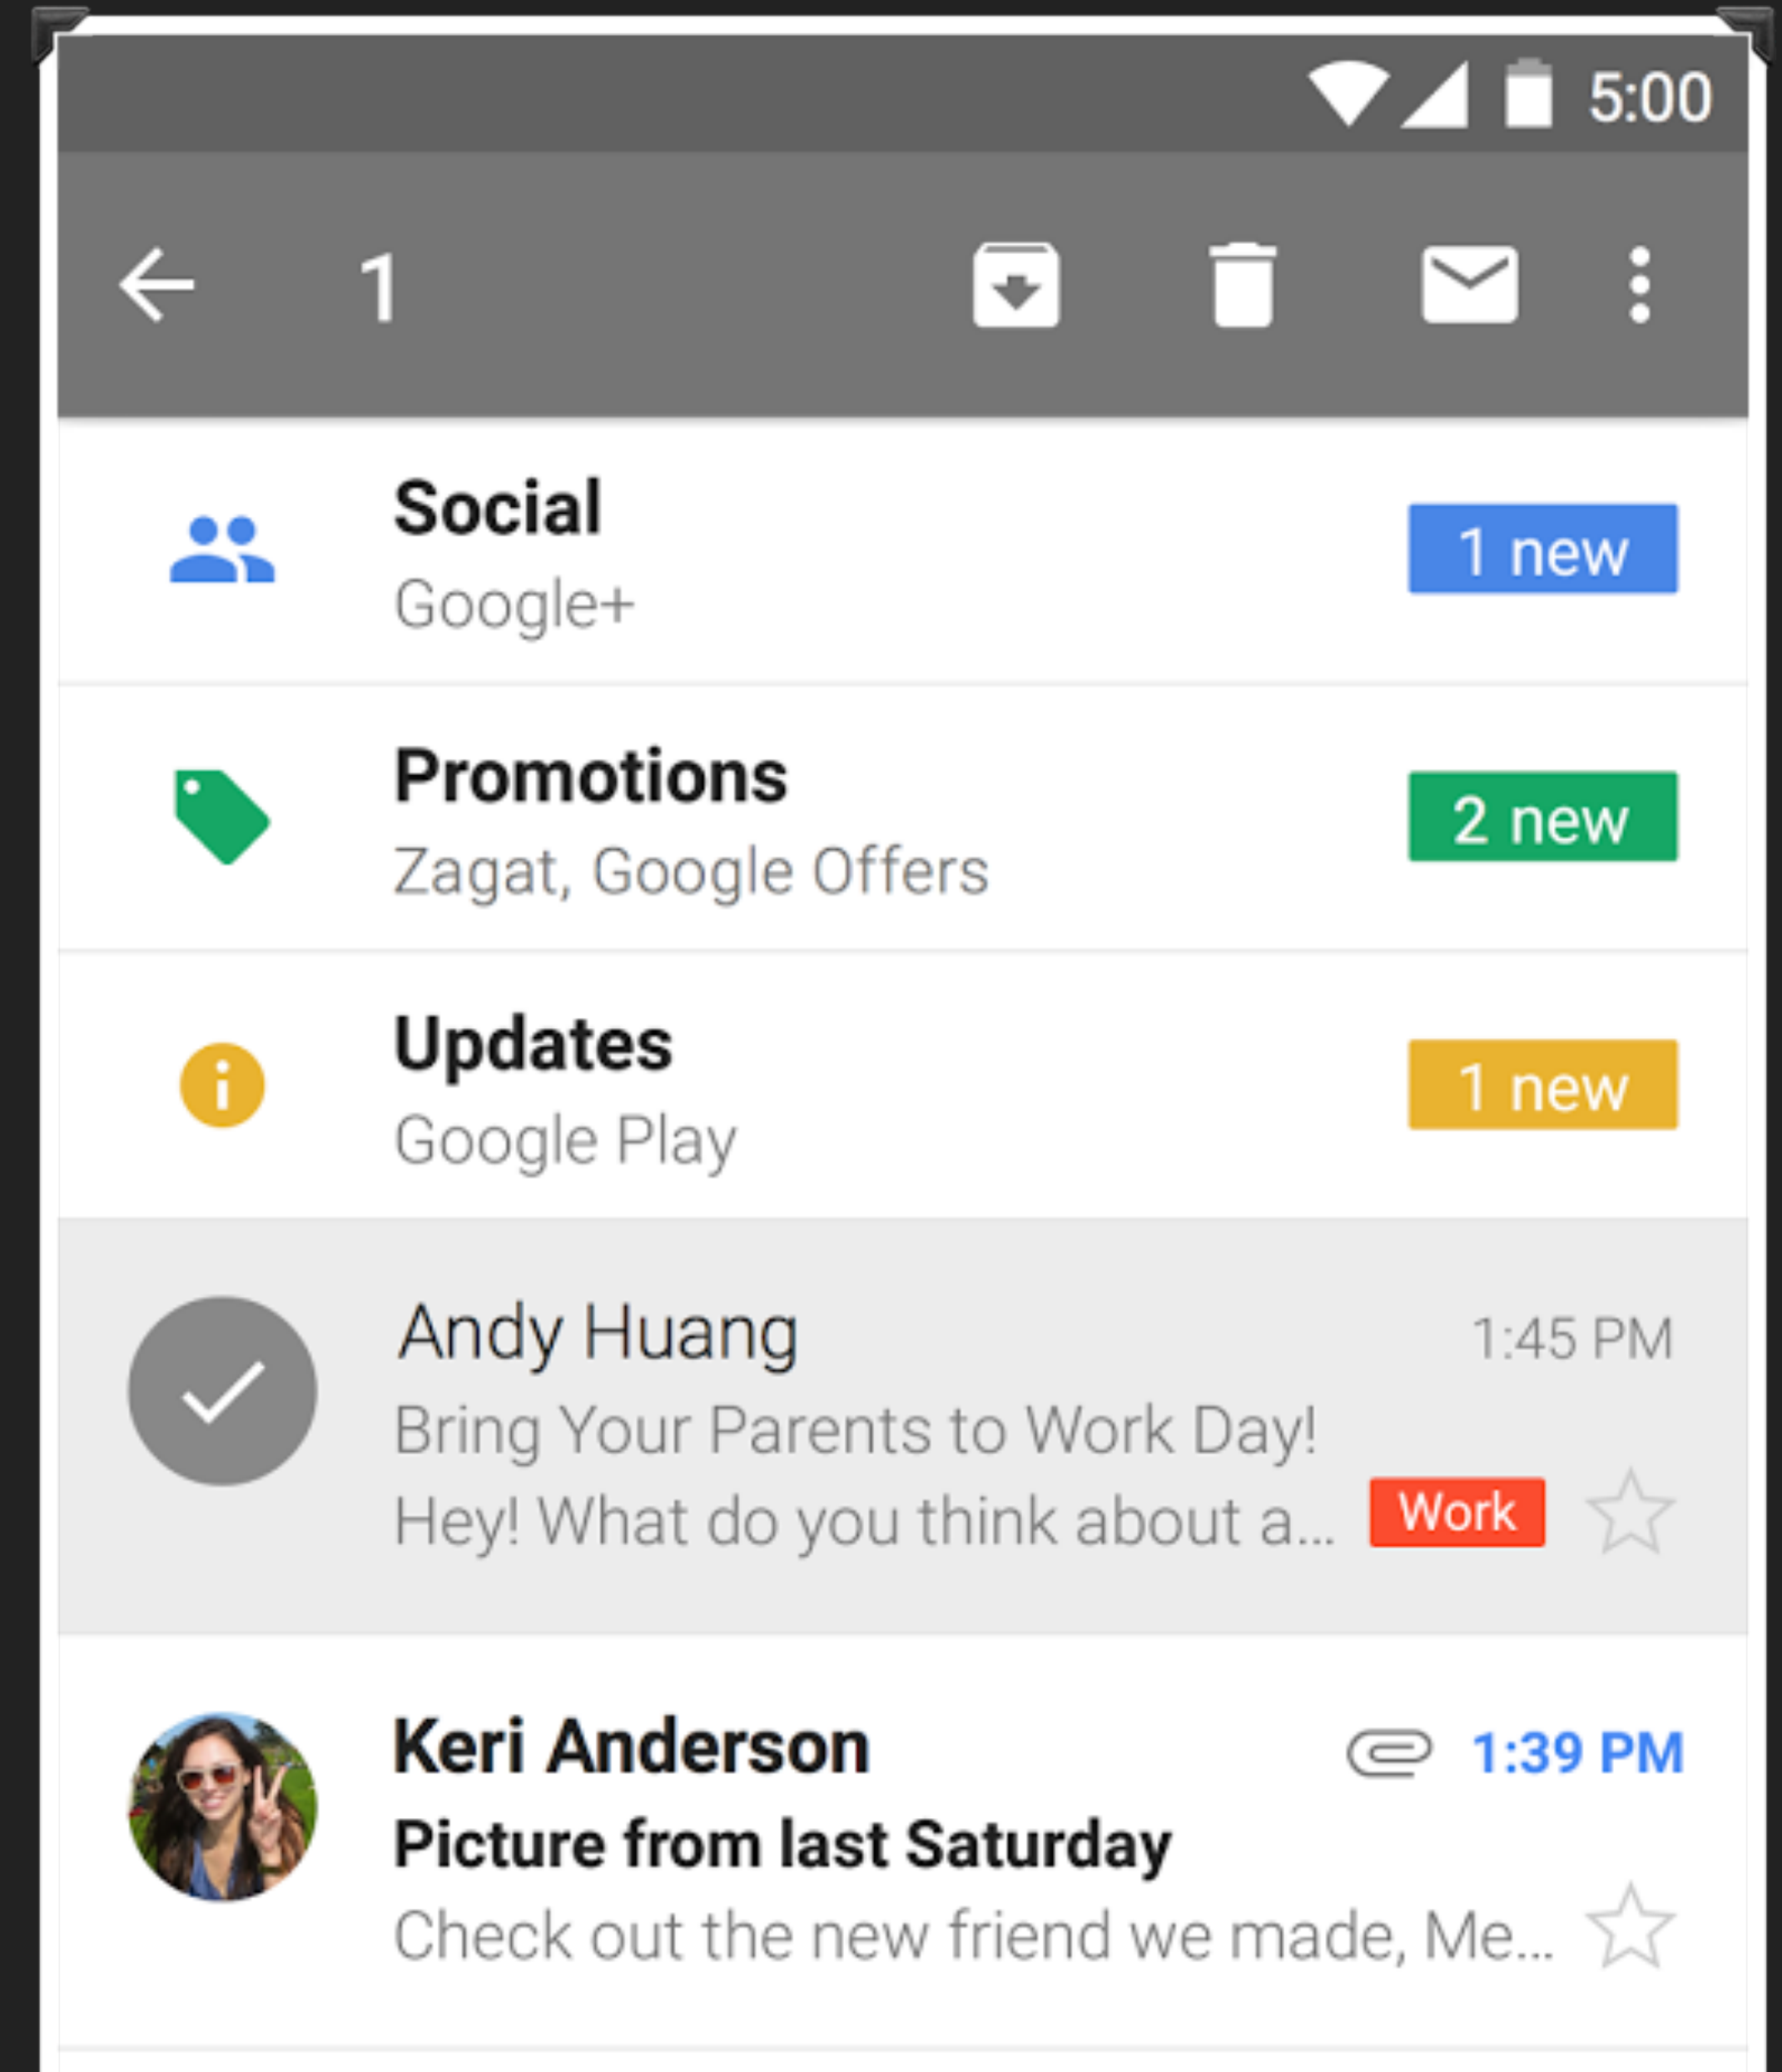 5:00
1
Social
1 new
Google+
Promotions
2 new
Zagat, Google Offers
Updates
1 new
Google Play
Andy Huang
1:45 PM
Bring Your Parents to Work Day!
Hey! What do you think about a...
Work
Keri Anderson
1:39 PM
Picture from last Saturday
Check out the new friend we made, Me...